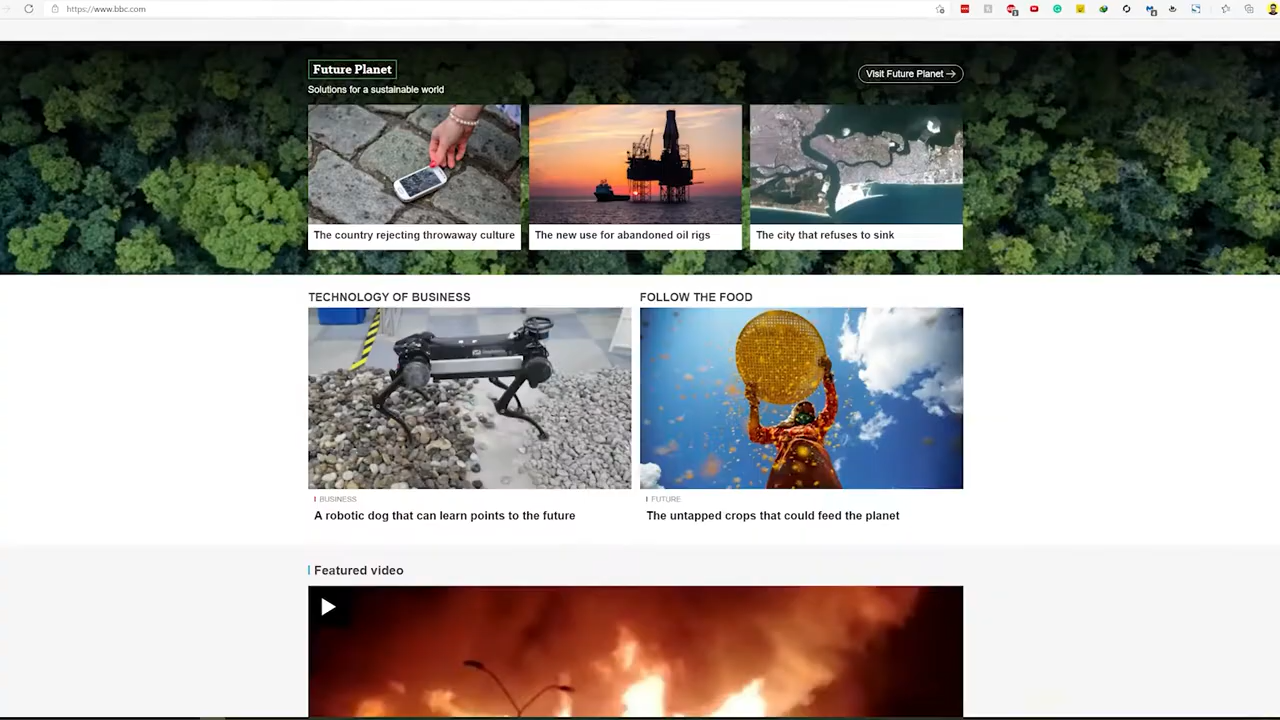 https://www.bbc.com
Future Planet
Visit Future Planet →
Solutions for a sustainable world
The country rejecting throwaway culture
The new use for abandoned oil rigs
The city that refuses to sink
TECHNOLOGY OF BUSINESS
FOLLOW THE FOOD
BUSINESS
FUTURE
A robotic dog that can learn points to the future
The untapped crops that could feed the planet
Featured video